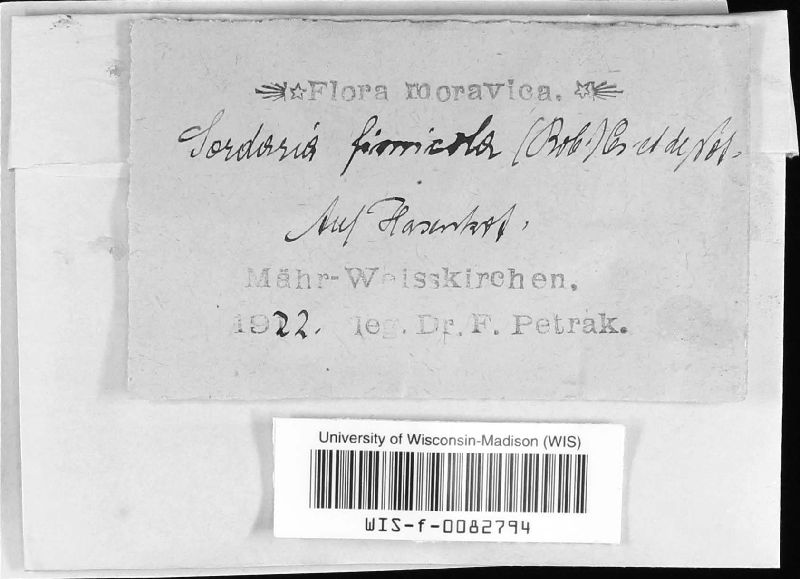 Flora moravica.
Sordaria fimicola (Rob.) Ces et de Not.
Auf Hasenkot.
Mähr-Weisskirchen.
1922. leg. Dr. F. Petrak.
University of Wisconsin-Madison (WIS)
WIS-f-0082794